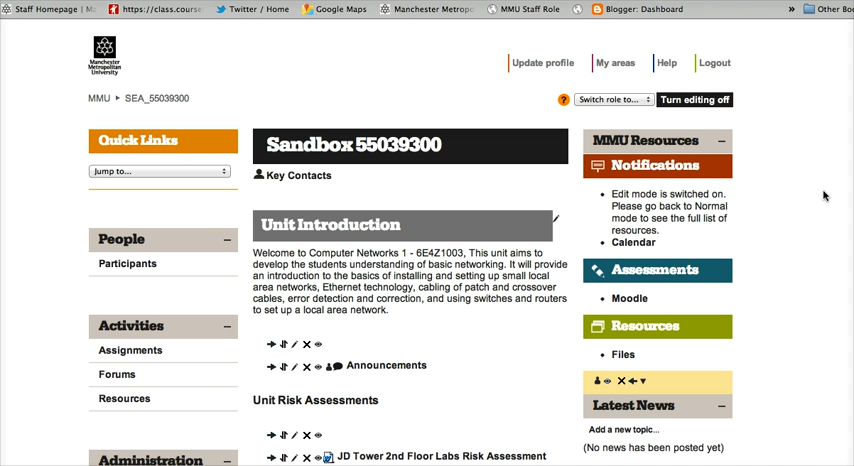 Staff Homepage | M
https://class.course
Twitter / Home
Google Maps
Manchester Metropo
MMU Staff Role
Blogger: Dashboard
»
Other Boo
Manchester
Metropolitan
University
Update profile
My areas
Help
Logout
MMU ► SEA_55039300
?
Switch role to...
Turn editing off
Quick Links
Jump to...
People
Participants
Activities
Assignments
Forums
Resources
Administration
Sandbox 55039300
Key Contacts
Unit Introduction
Welcome to Computer Networks 1 - 6E4Z1003, This unit aims to
develop the students understanding of basic networking. It will provide
an introduction to the basics of installing and setting up small local
area networks, Ethernet technology, cabling of patch and crossover
cables, error detection and correction, and using switches and routers
to set up a local area network.
Announcements
Unit Risk Assessments
JD Tower 2nd Floor Labs Risk Assessment
MMU Resources
Notifications
Edit mode is switched on.
Please go back to Normal
mode to see the full list of
resources.
Calendar
Assessments
Moodle
Resources
Files
Latest News
Add a new topic...
(No news has been posted yet)